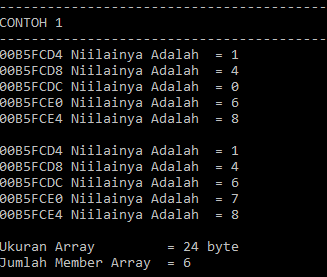 ------------------------------------
CONTOH 1
------------------------------------
00B5FCD4 Niilainya Adalah  = 1
00B5FCD8 Niilainya Adalah  = 4
00B5FCDC Niilainya Adalah  = 0
00B5FCE0 Niilainya Adalah  = 6
00B5FCE4 Niilainya Adalah  = 8

00B5FCD4 Niilainya Adalah  = 1
00B5FCD8 Niilainya Adalah  = 4
00B5FCDC Niilainya Adalah  = 6
00B5FCE0 Niilainya Adalah  = 7
00B5FCE4 Niilainya Adalah  = 8

Ukuran Array         = 24 byte
Jumlah Member Array  = 6